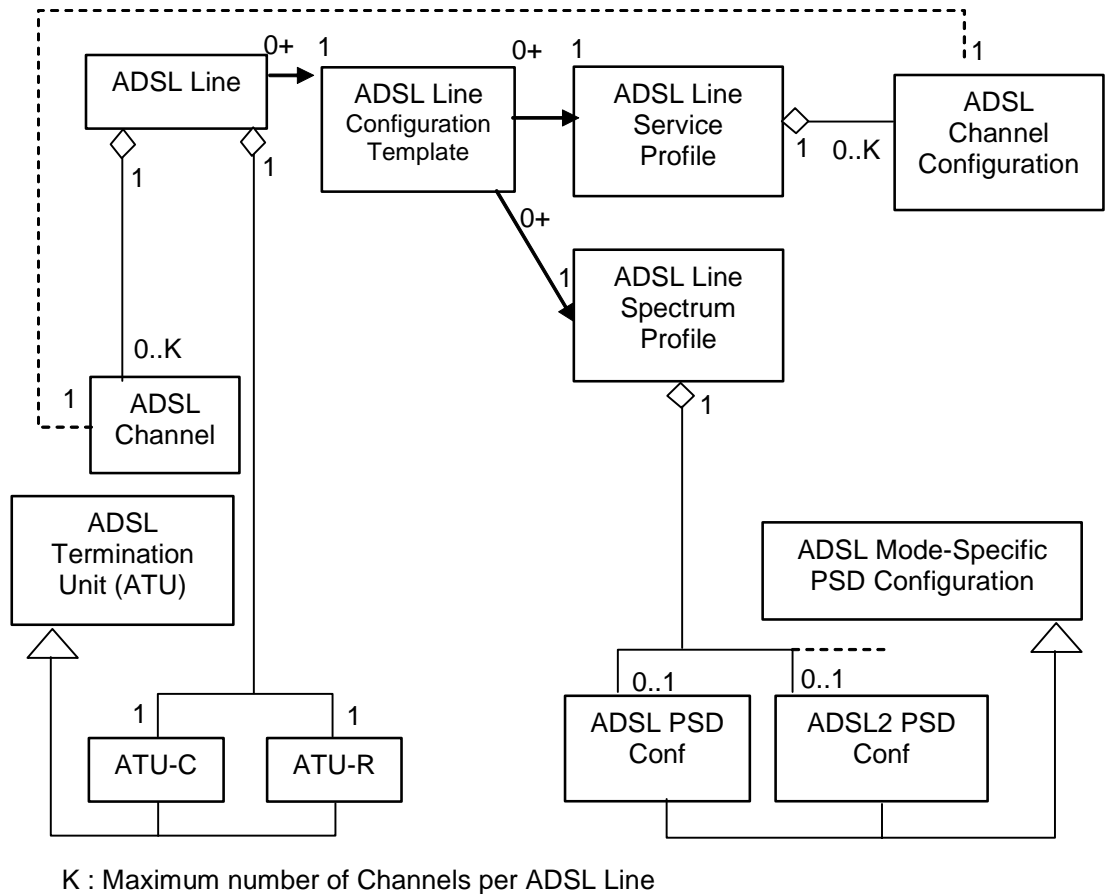 0+ 1 0+ 1 1
ADSL Line
ADSL Line
Configuration
Template
ADSL Line
Service
Profile
ADSL
Channel
Configuration
1 1 1 0..K
0+
1
ADSL Line
Spectrum
Profile
0..K
1
ADSL
Channel
1
ADSL
Termination
Unit (ATU)
ADSL Mode-Specific
PSD Configuration
0..1 0..1
1 1
ADSL PSD
Conf
ADSL2 PSD
Conf
ATU-C
ATU-R
K : Maximum number of Channels per ADSL Line